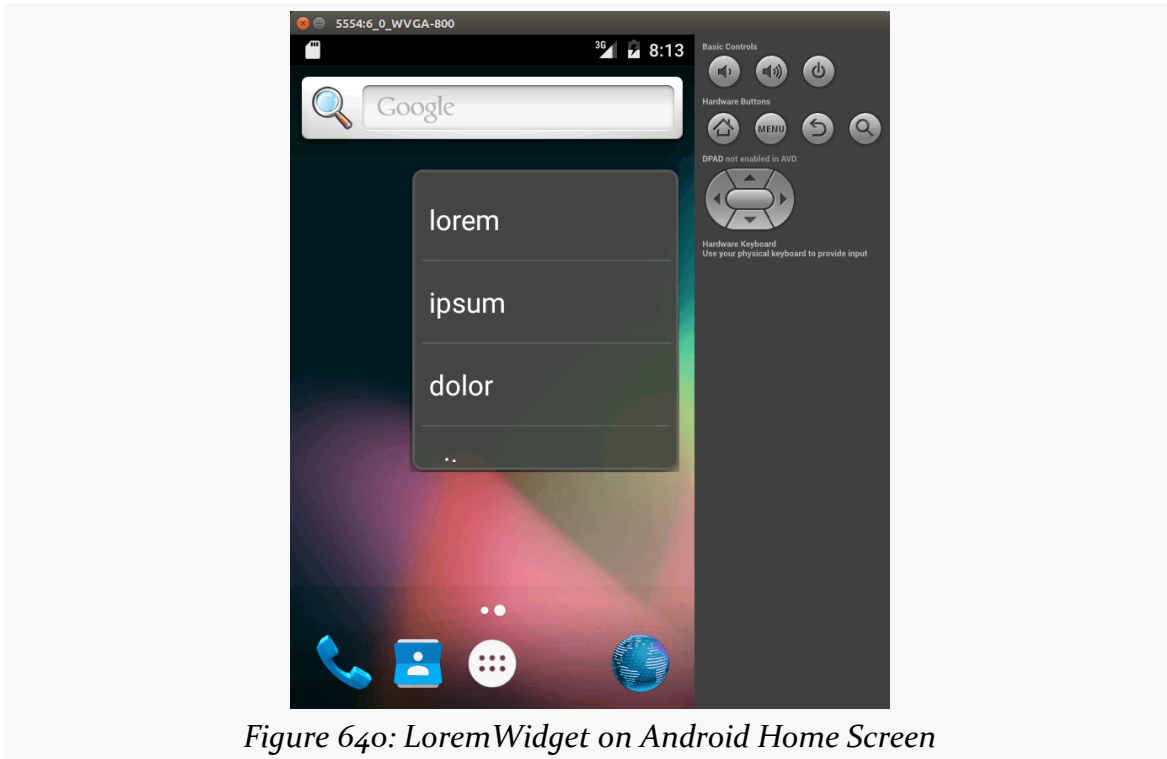 5554:6_0_WVGA-800
3G 8:13
Google
lorem
ipsum
dolor
Basic Controls
Hardware Buttons
MENU
DPAD not enabled in AVD
Hardware Keyboard
Use your physical keyboard to provide input
Figure 640: LoremWidget on Android Home Screen